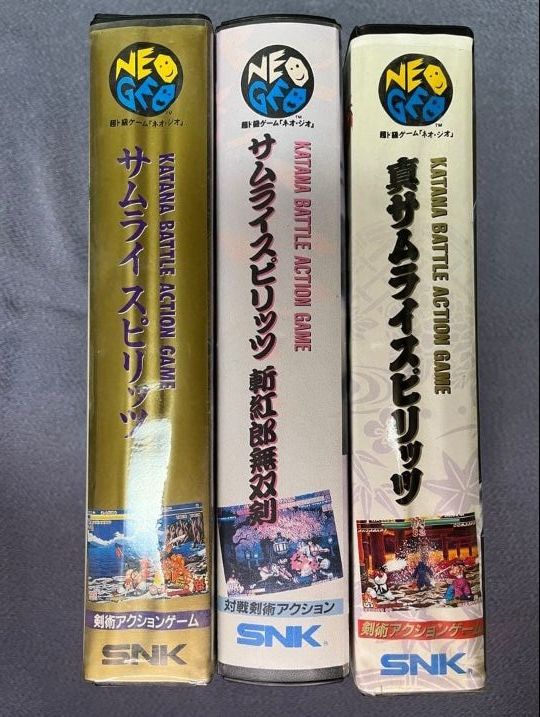 NEO
GEO
超ド級ゲーム「ネオ・ジオ」
KATANA BATTLE ACTION GAME
サムライスピリッツ
剣術アクションゲーム
SNK
NEO
GEO
TM
超ド級ゲーム「ネオ・ジオ」
KATANA BATTLE ACTION GAME
サムライスピリッツ 斬紅郎無双剣
対戦剣術アクション
SNK
NEO
GEO
TM
超ド級ゲーム「ネオ・ジオ」
KATANA BATTLE ACTION GAME
真サムライスピリッツ
剣術アクションゲーム
SNK